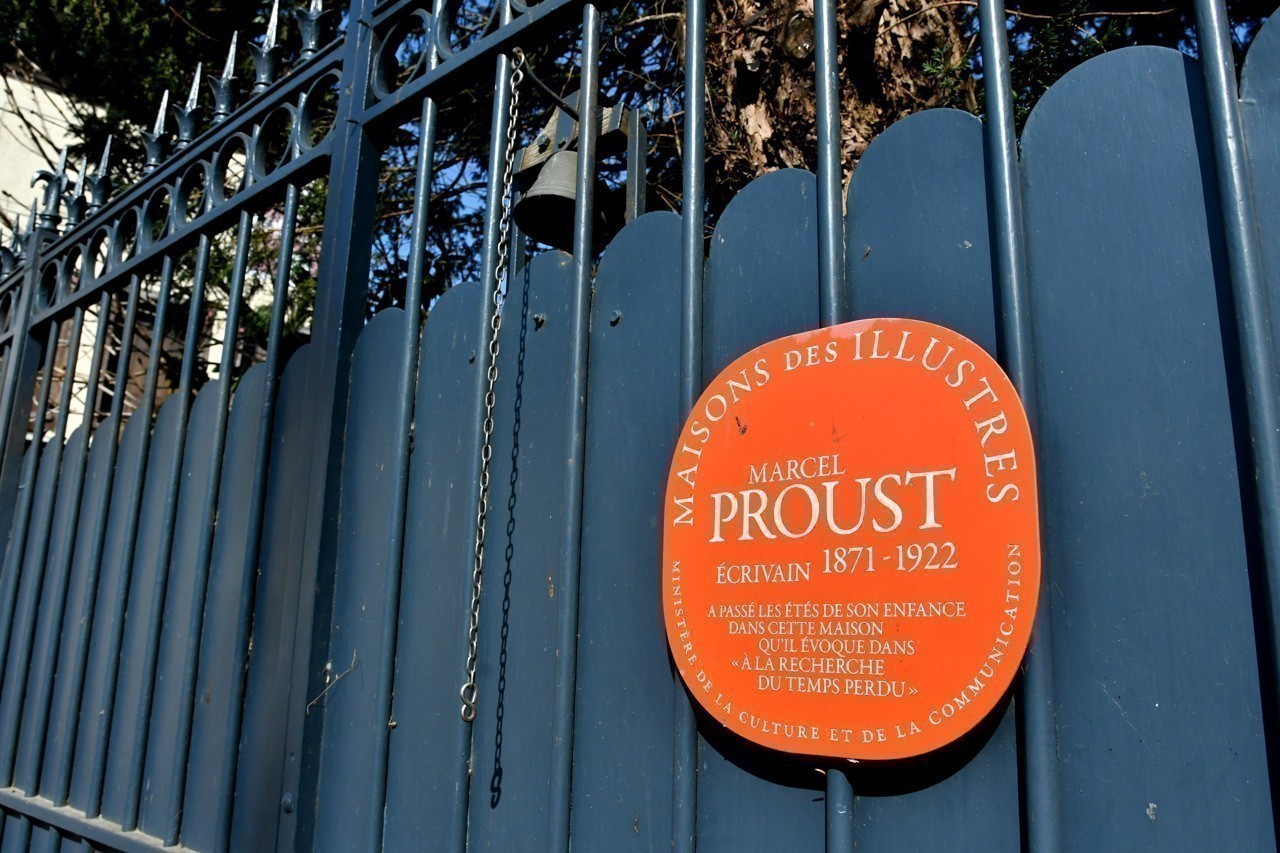 MAISONS DES ILLUSTRES
MARCEL
PROUST
ÉCRIVAIN 1871-1922
A PASSÉ LES ÉTÉS DE SON ENFANCE
DANS CETTE MAISON
QU'IL ÉVOQUE DANS
« À LA RECHERCHE
DU TEMPS PERDU »
MINISTÈRE DE LA CULTURE ET DE LA COMMUNICATION